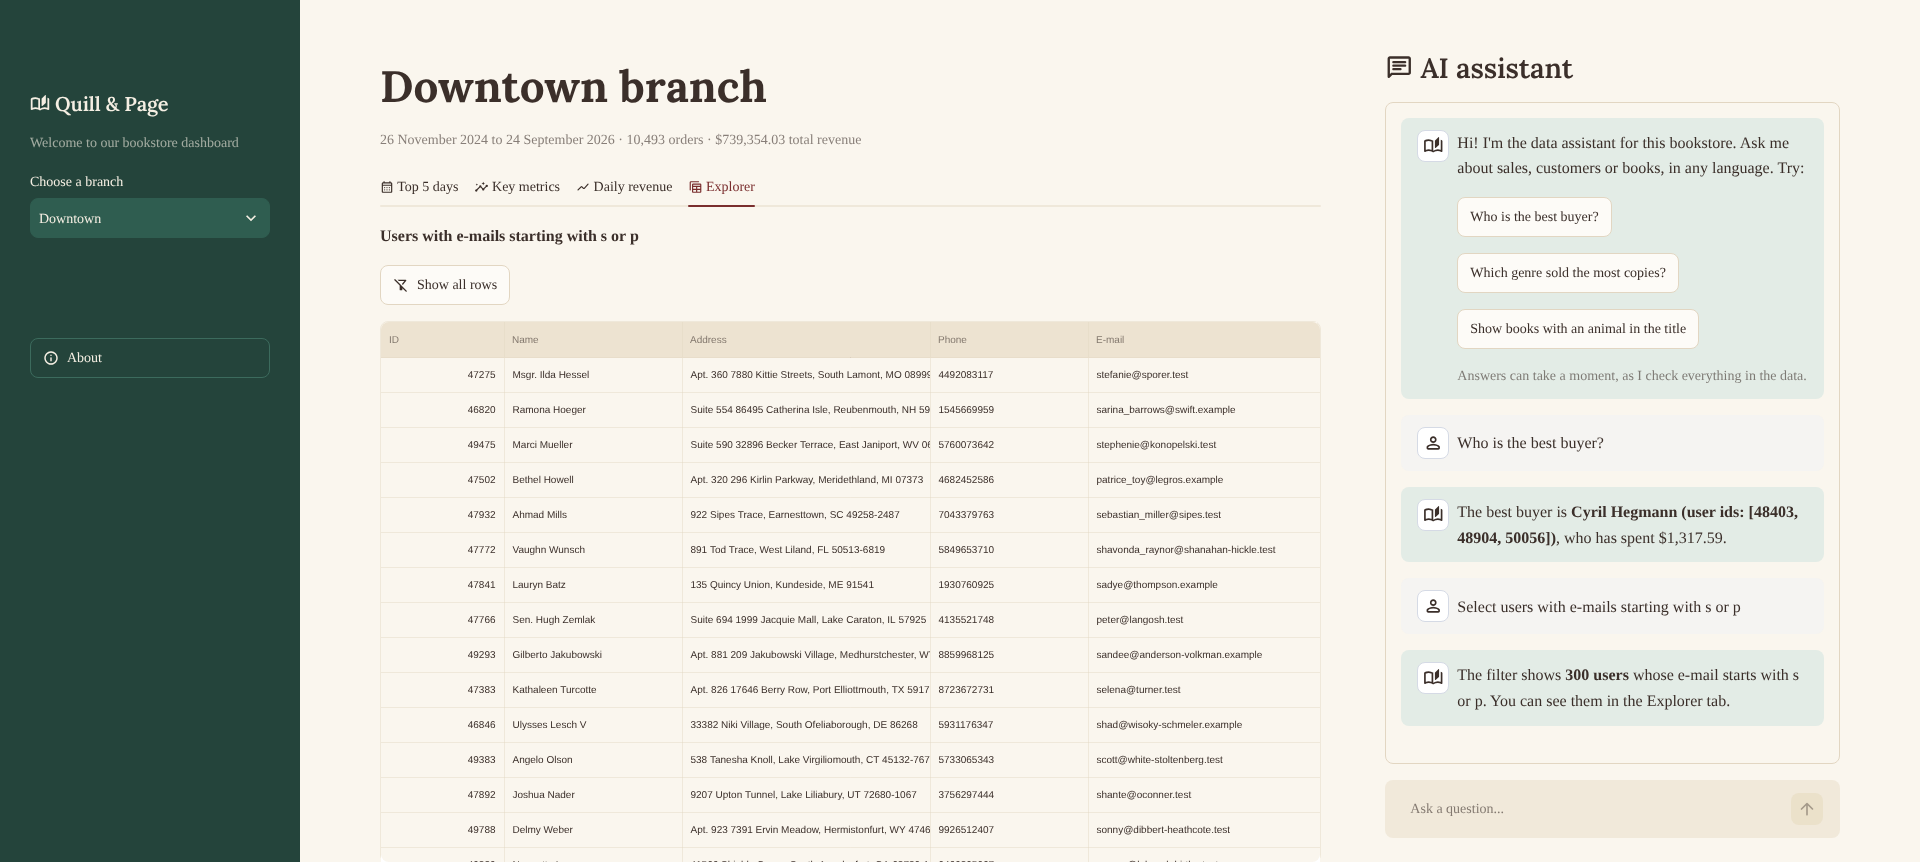 Quill & Page
Welcome to our bookstore dashboard
Choose a branch
Downtown
About
Downtown branch
26 November 2024 to 24 September 2026 · 10,493 orders · $739,354.03 total revenue
Top 5 days Key metrics Daily revenue Explorer
Users with e-mails starting with s or p
Show all rows
ID Name Address Phone E-mail
47275 Msgr. Ilda Hessel Apt. 360 7880 Kittie Streets, South Lamont, MO 08999 4492083117 stefanie@sporer.test
46820 Ramona Hoeger Suite 554 86495 Catherina Isle, Reubenmouth, NH 59 1545669959 sarina_barrows@swift.example
49475 Marci Mueller Suite 590 32896 Becker Terrace, East Janiport, WV 06 5760073642 stephenie@konopelski.test
47502 Bethel Howell Apt. 320 296 Kirlin Parkway, Meridethland, MI 07373 4682452586 patrice_toy@legros.example
47932 Ahmad Mills 922 Sipes Trace, Earnesttown, SC 49258-2487 7043379763 sebastian_miller@sipes.test
47772 Vaughn Wunsch 891 Tod Trace, West Liland, FL 50513-6819 5849653710 shavonda_raynor@shanahan-hickle.test
47841 Lauryn Batz 135 Quincy Union, Kundeside, ME 91541 1930760925 sadye@thompson.example
47766 Sen. Hugh Zemlak Suite 694 1999 Jacquie Mall, Lake Caraton, IL 57925 4135521748 peter@langosh.test
49293 Gilberto Jakubowski Apt. 881 209 Jakubowski Village, Medhurstchester, 8859968125 sandee@anderson-volkman.example
47383 Kathaleen Turcotte Apt. 826 17646 Berry Row, Port Elliottmouth, TX 5917 8723672731 selena@turner.test
46846 Ulysses Lesch V 33382 Niki Village, South Ofeliaborough, DE 86268 5931176347 shad@wisoky-schmeler.example
49383 Angelo Olson 538 Tanesha Knoll, Lake Virgiliomouth, CT 45132-767 5733065343 scott@white-stoltenberg.test
47892 Joshua Nader 9207 Upton Tunnel, Lake Liliabury, UT 72680-1067 3756297444 shante@oconner.test
49788 Delmy Weber Apt. 923 7391 Ervin Meadow, Hermistonfurt, WY 4746 9926512407 sonny@dibbert-heathcote.test
AI assistant
Hi! I'm the data assistant for this bookstore. Ask me
about sales, customers or books, in any language. Try:
Who is the best buyer?
Which genre sold the most copies?
Show books with an animal in the title
Answers can take a moment, as I check everything in the data.
Who is the best buyer?
The best buyer is Cyril Hegmann (user ids: [48403,
48904, 50056]), who has spent $1,317.59.
Select users with e-mails starting with s or p
The filter shows 300 users whose e-mail starts with s
or p. You can see them in the Explorer tab.
Ask a question...